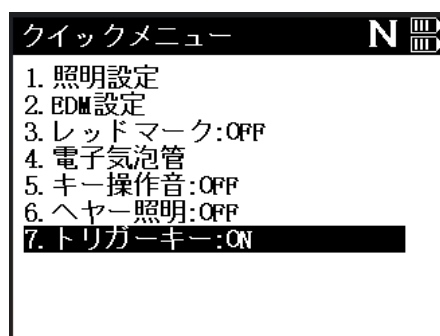 クイックメニュー N
1. 照明設定
2. EDM設定
3. レッドマーク:OFF
4. 電子気泡管
5. キー操作音:OFF
6. ヘヤー照明:OFF
7. トリガーキー:ON